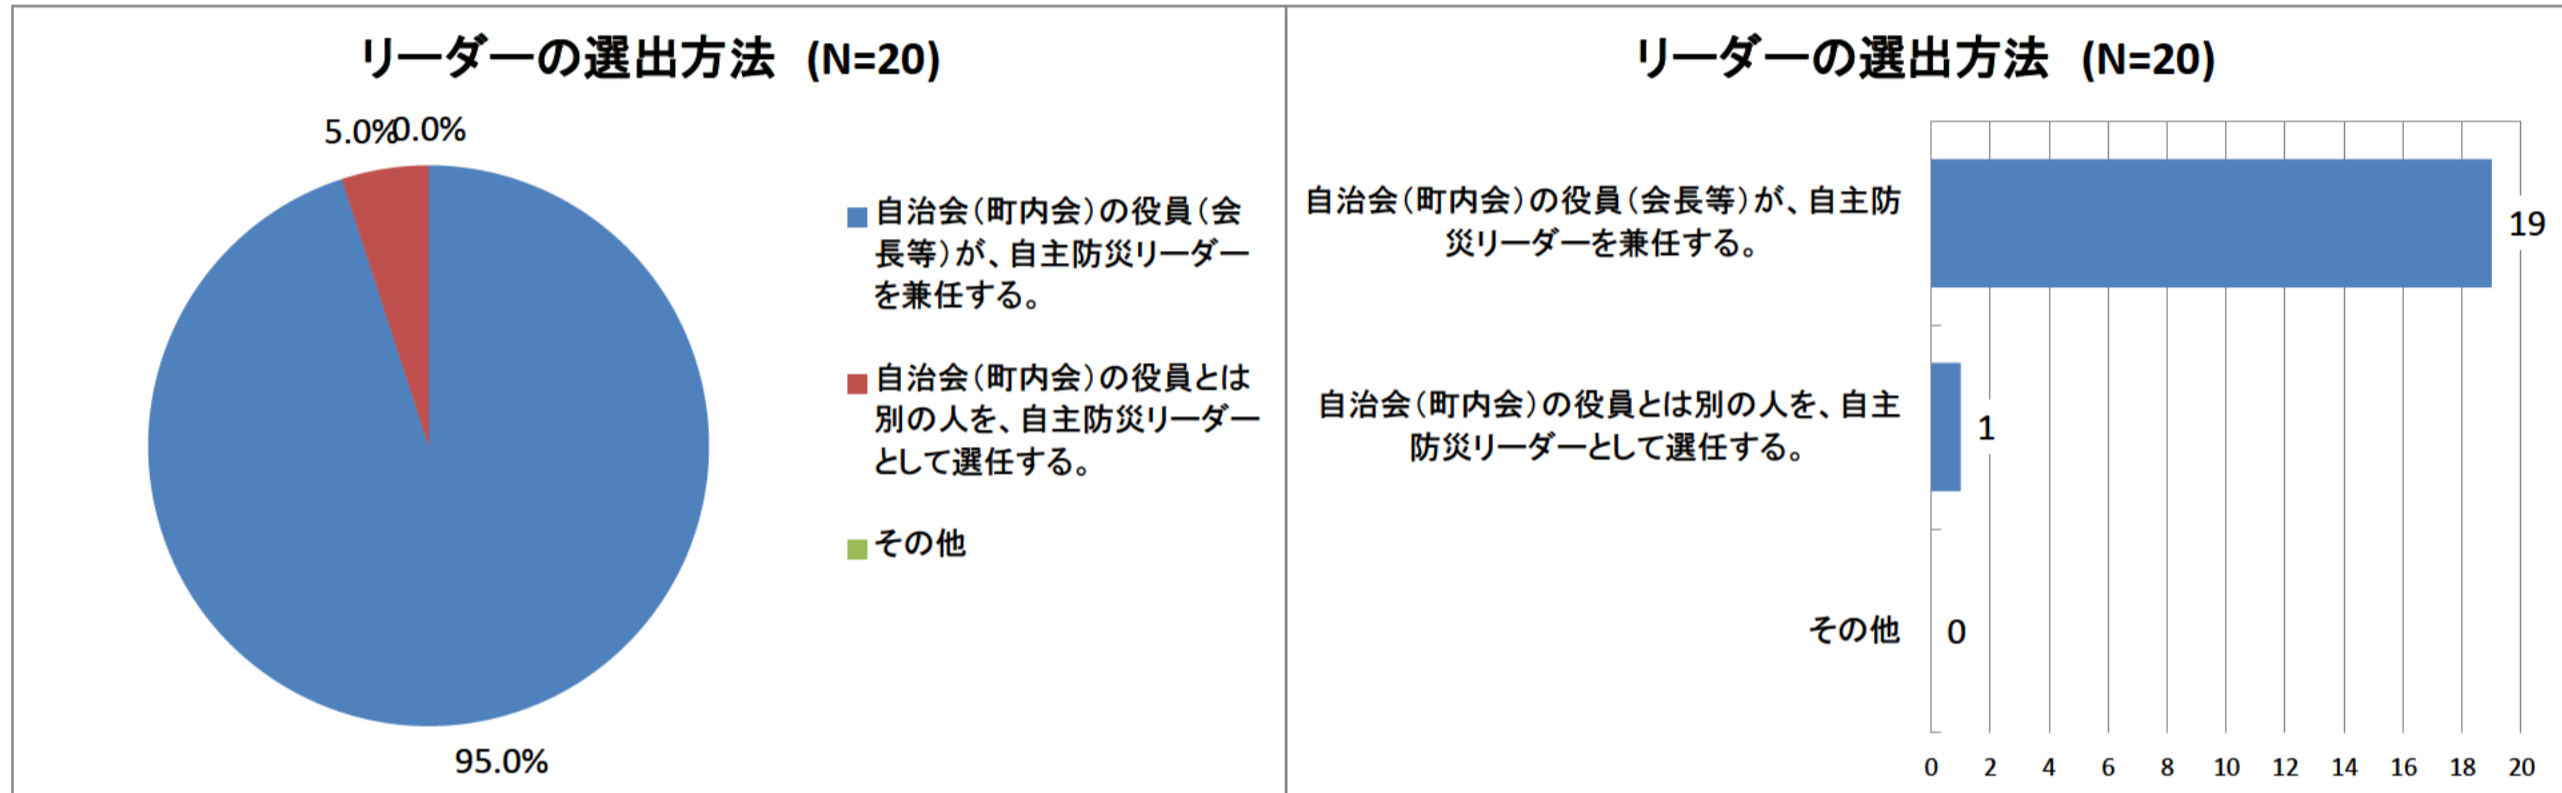 リーダーの選出方法 (N=20)
5.0%
0.0%
95.0%
自治会(町内会)の役員(会
長等)が、自主防災リーダー
を兼任する。
自治会(町内会)の役員とは
別の人を、自主防災リーダー
として選任する。
その他
リーダーの選出方法 (N=20)
自治会(町内会)の役員(会長等)が、自主防
災リーダーを兼任する。
19
自治会(町内会)の役員とは別の人を、自主
防災リーダーとして選任する。
1
その他
0
0 2 4 6 8 10 12 14 16 18 20